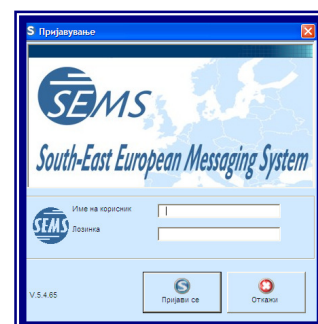 S Пријавување
SEMS
South-East European Messaging System
SEMS
Име на корисник
Лозинка
V.5.4.65
Пријави се
Откажи